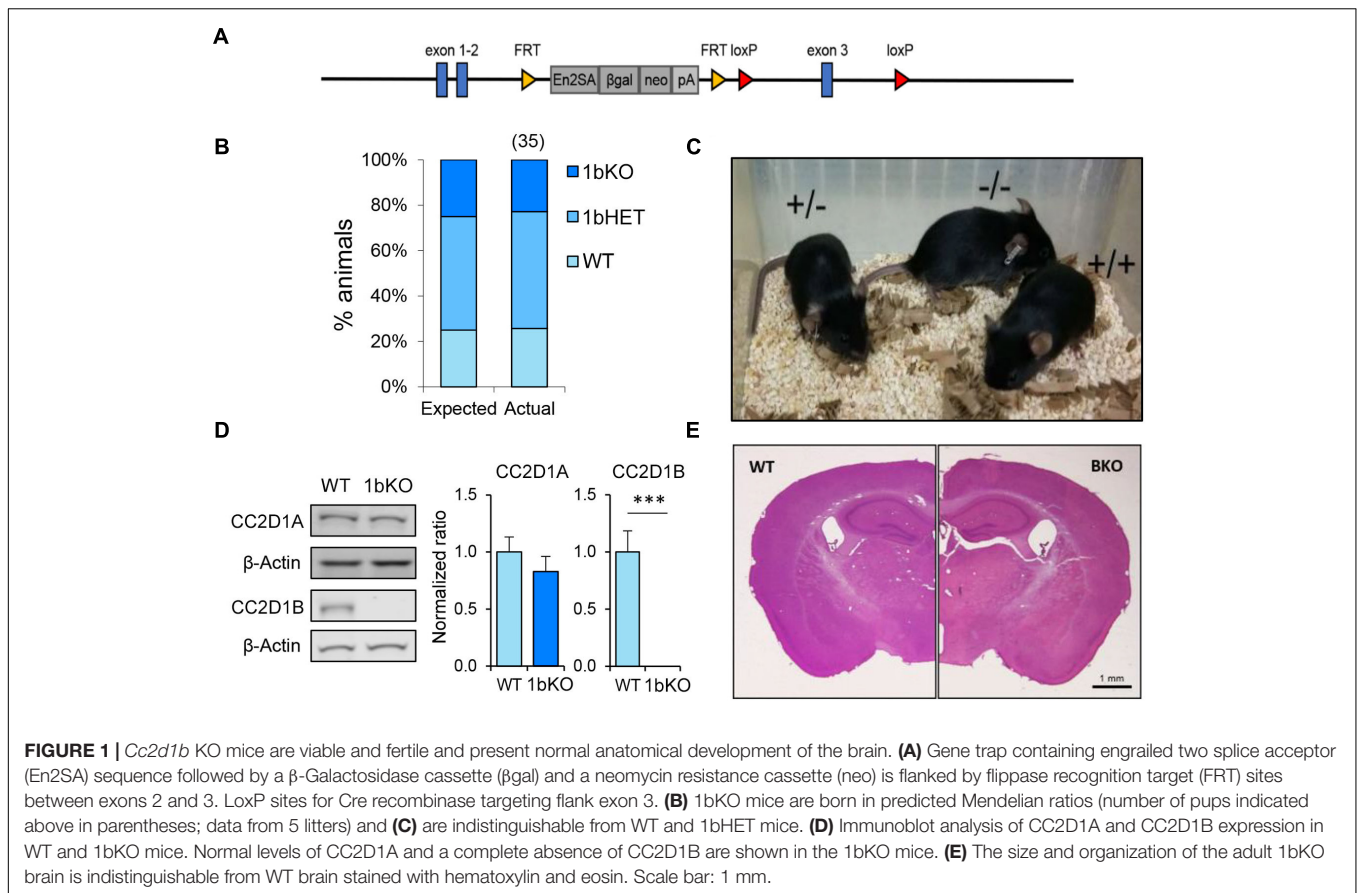 A
exon 1-2 FRT FRT loxP exon 3 loxP
En2SA βgal neo pA
B
(35)
100%
80%
60%
40%
20%
0%
% animals
Expected Actual
1bKO
1bHET
WT
C
+/-
-/-
+/+
D
WT 1bKO
CC2D1A
β-Actin
CC2D1B
β-Actin
Normalized ratio
CC2D1A
1.5
1.0
0.5
0.0
WT 1bKO
CC2D1B
***
1.5
1.0
0.5
0.0
WT 1bKO
E
WT BKO
1 mm
FIGURE 1 | Cc2d1b KO mice are viable and fertile and present normal anatomical development of the brain. (A) Gene trap containing engrailed two splice acceptor
(En2SA) sequence followed by a β-Galactosidase cassette (βgal) and a neomycin resistance cassette (neo) is flanked by flippase recognition target (FRT) sites
between exons 2 and 3. LoxP sites for Cre recombinase targeting flank exon 3. (B) 1bKO mice are born in predicted Mendelian ratios (number of pups indicated
above in parentheses; data from 5 litters) and (C) are indistinguishable from WT and 1bHET mice. (D) Immunoblot analysis of CC2D1A and CC2D1B expression in
WT and 1bKO mice. Normal levels of CC2D1A and a complete absence of CC2D1B are shown in the 1bKO mice. (E) The size and organization of the adult 1bKO
brain is indistinguishable from WT brain stained with hematoxylin and eosin. Scale bar: 1 mm.